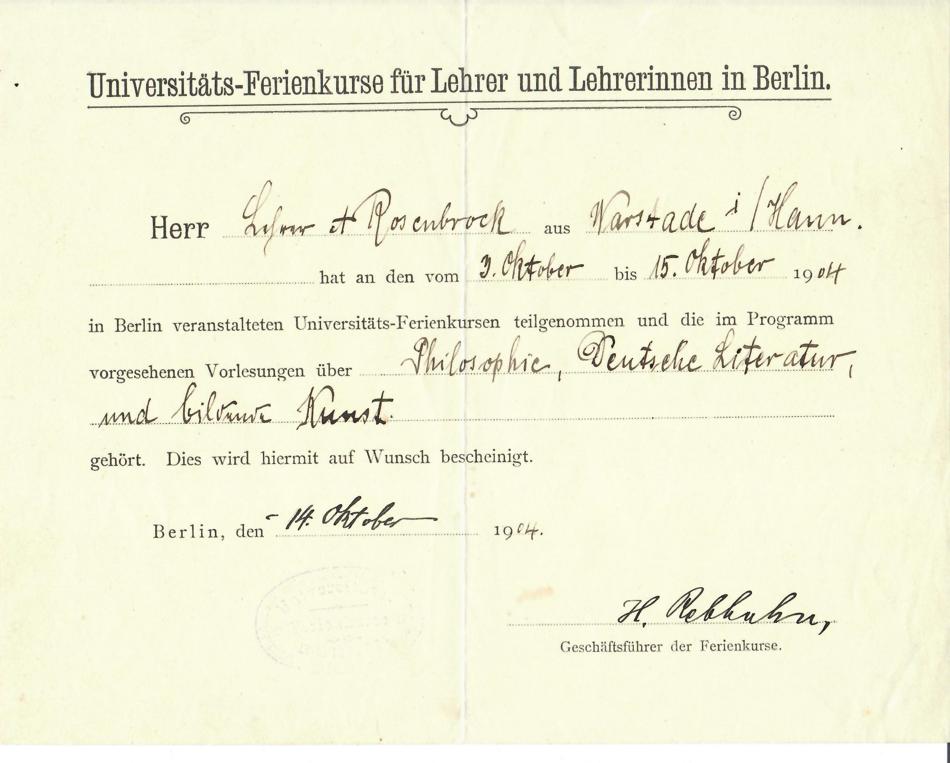 Universitäts-Ferienkurse für Lehrer und Lehrerinnen in Berlin.
Herr Lehrer A Rosenbrock aus Warstade i/Hann.
hat an den vom 3. Oktober bis 15. Oktober 1904
in Berlin veranstalteten Universitäts-Ferienkursen teilgenommen und die im Programm
vorgesehenen Vorlesungen über Philosophie, Deutsche Literatur,
und bildende Kunst.
gehört. Dies wird hiermit auf Wunsch bescheinigt.
Berlin, den 14. Oktober 1904.
H. Rebhuhn,
Geschäftsführer der Ferienkurse.